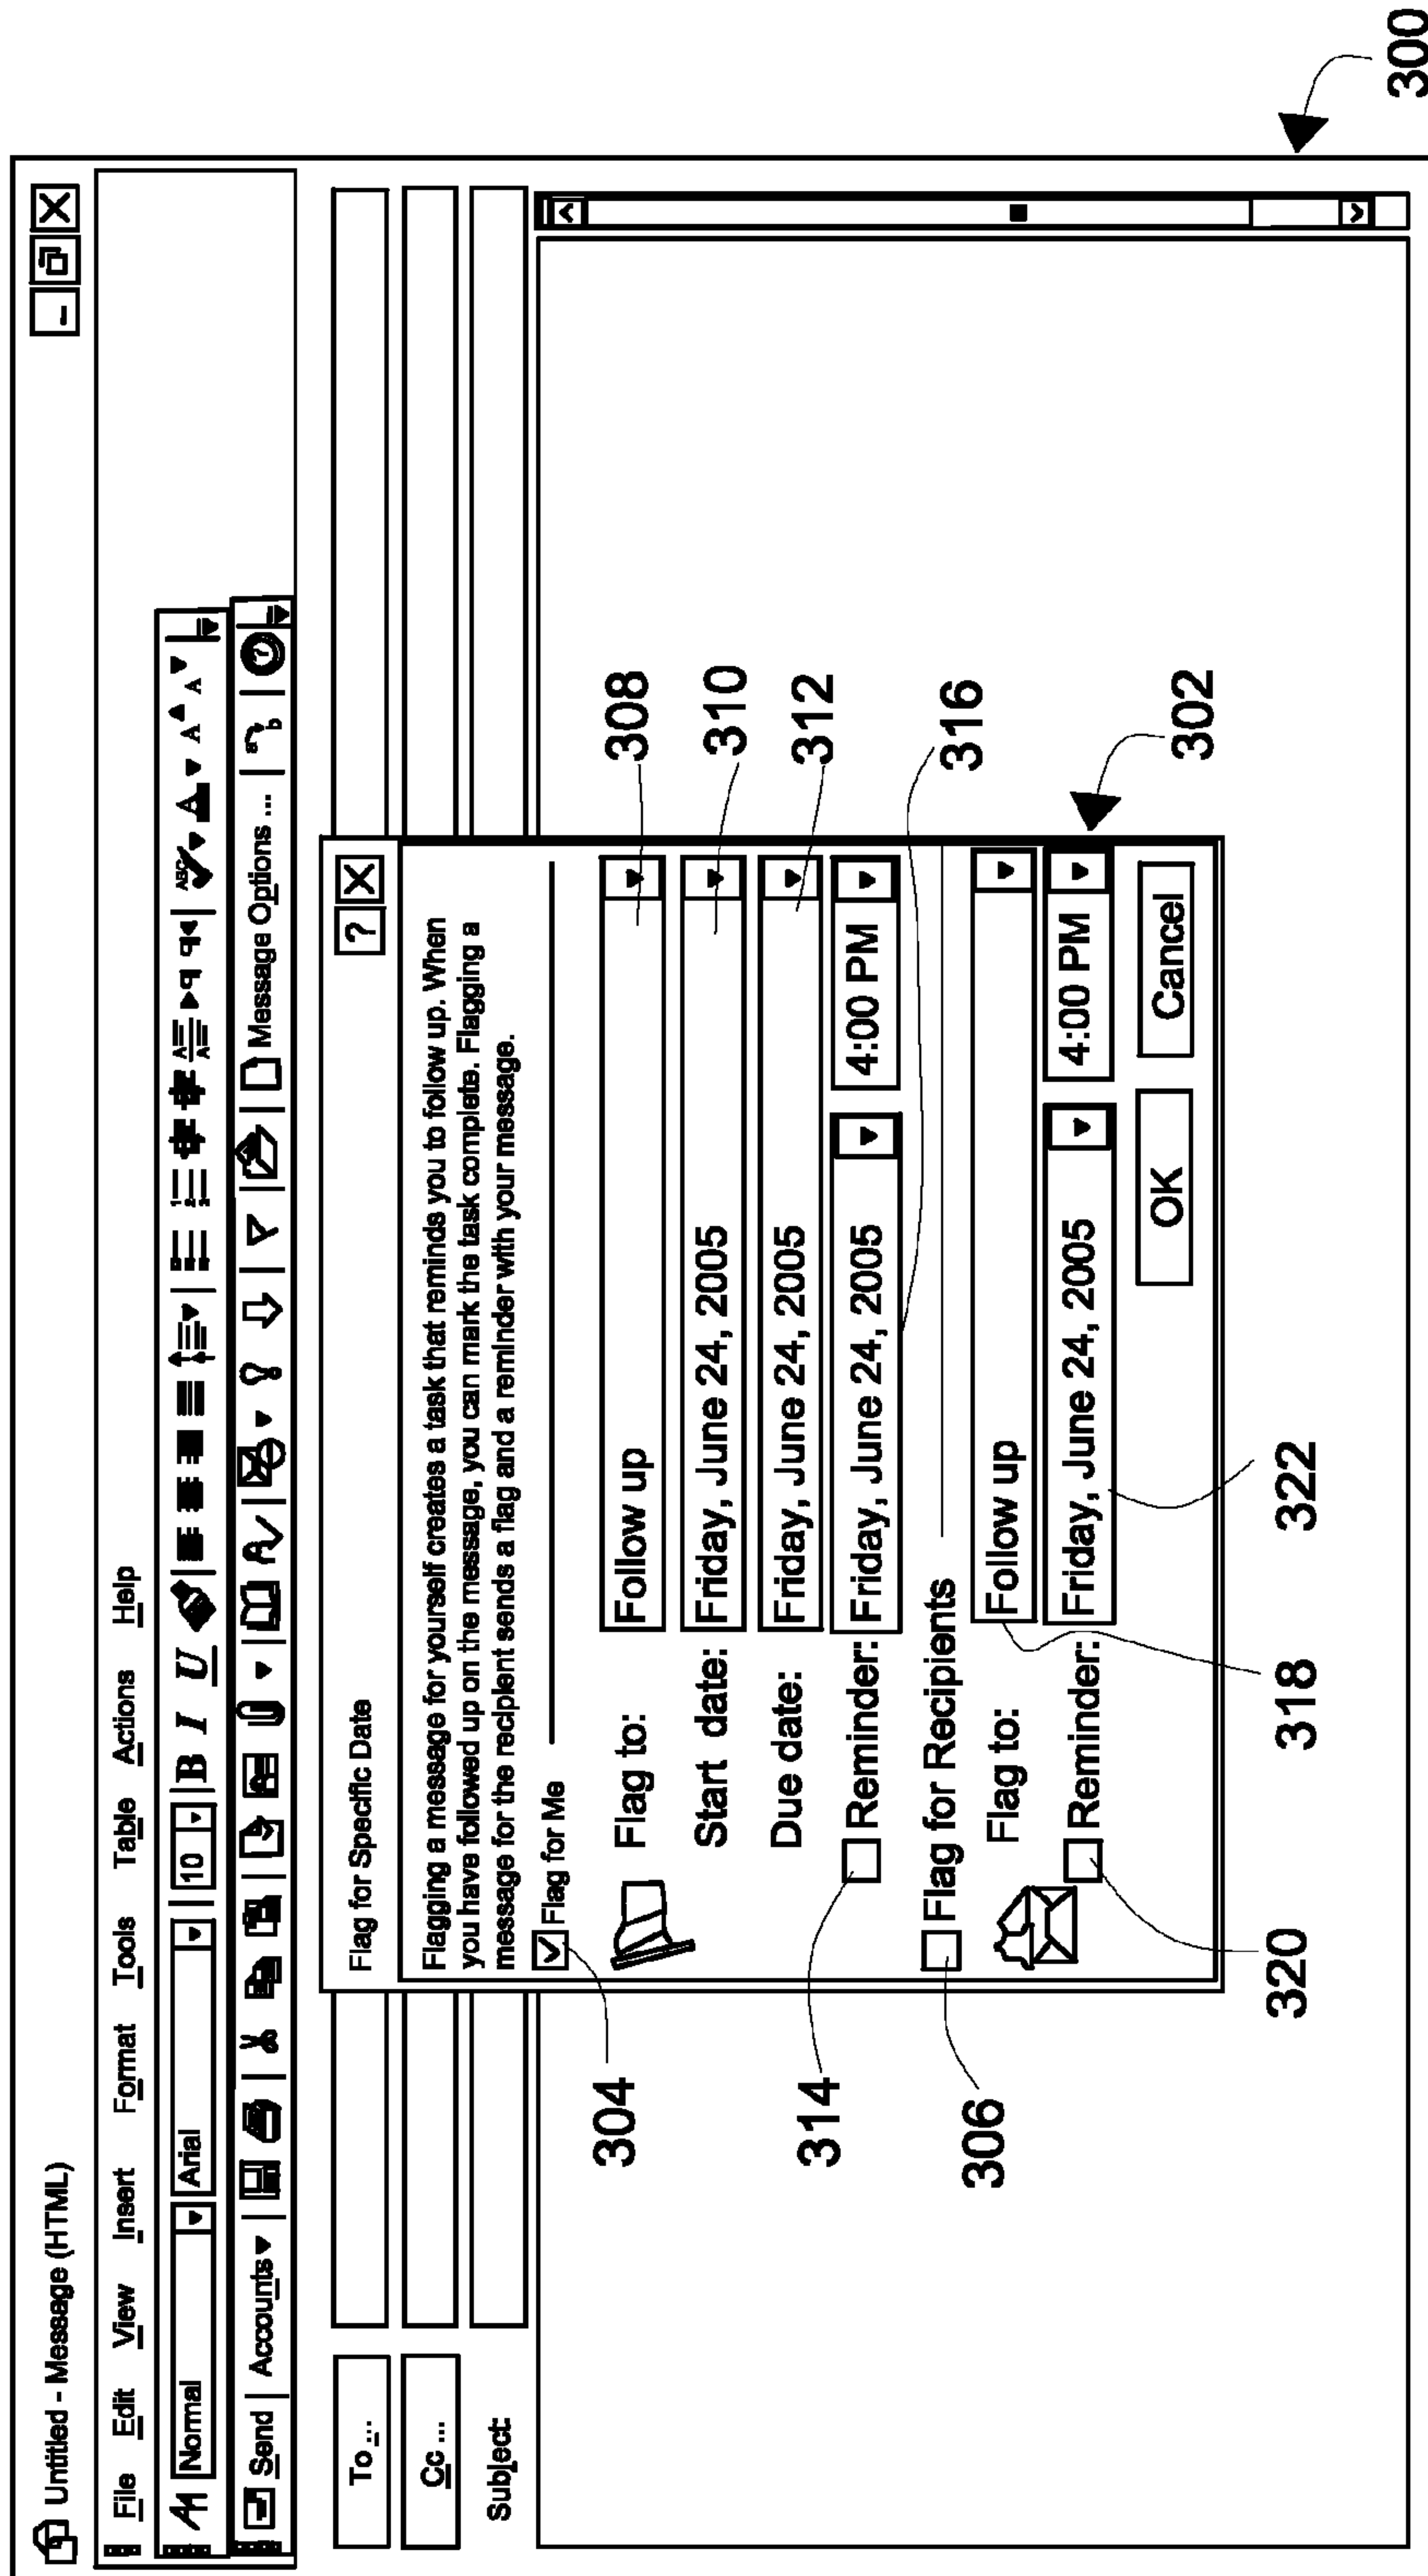 Untitled - Message (HTML)
File Edit View Insert Format Tools Table Actions Help
Normal Arial 10 B I U ABC A A A
Send Accounts Message Options ... ?
To ...
Cc ...
Subject:
Flag for Specific Date ?
Flagging a message for yourself creates a task that reminds you to follow up. When
you have followed up on the message, you can mark the task complete. Flagging a
message for the recipient sends a flag and a reminder with your message.
304 Flag for Me
Flag to: Follow up 308
Start date: Friday, June 24, 2005 310
Due date: Friday, June 24, 2005 312
314 Reminder: Friday, June 24, 2005 4:00 PM 316
306 Flag for Recipients
Flag to: Follow up 318
320 Reminder: Friday, June 24, 2005 322 4:00 PM 302
OK Cancel
300